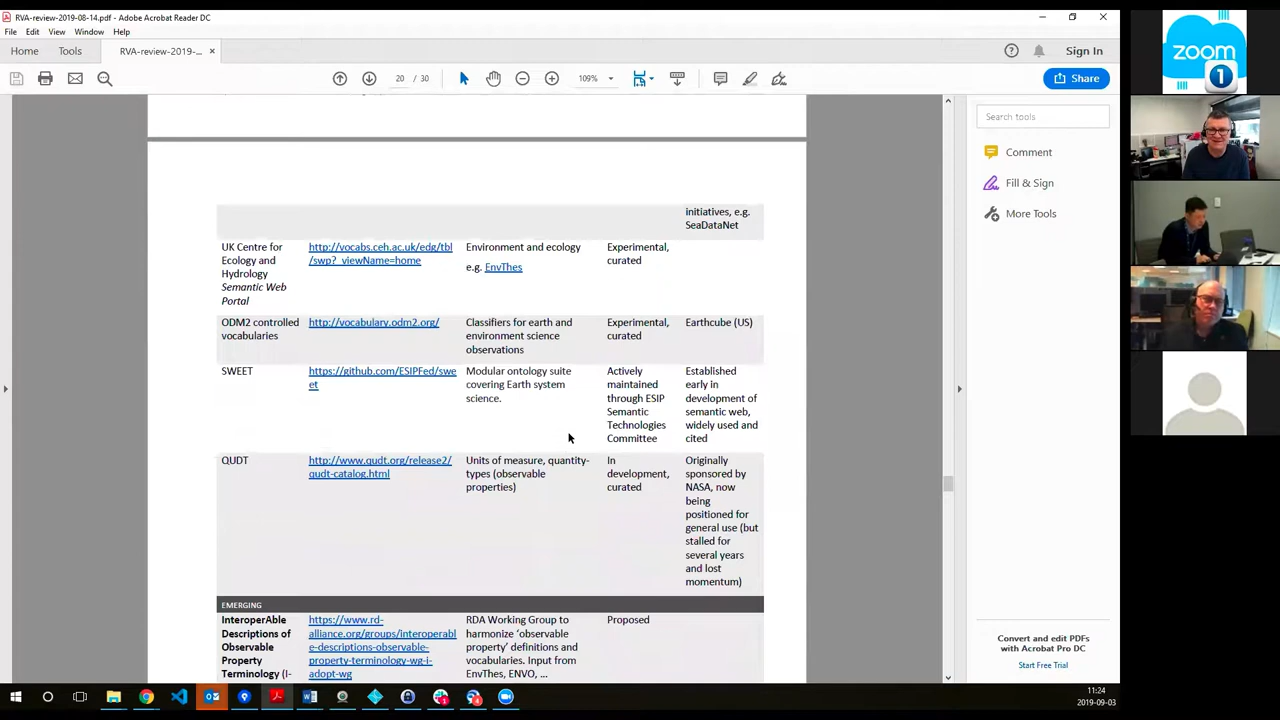 RVA-review-2019-08-14.pdf - Adobe Acrobat Reader DC
File Edit View Window Help
Home Tools RVA-review-2019-... × Sign In
20 / 30 109% Share
initiatives, e.g.
SeaDataNet
UK Centre for
Ecology and
Hydrology
Semantic Web
Portal
http://vocabs.ceh.ac.uk/edg/tbl
/swp?_viewName=home
Environment and ecology
e.g. EnvThes
Experimental,
curated
ODM2 controlled
vocabularies
http://vocabulary.odm2.org/
Classifiers for earth and
environment science
observations
Experimental,
curated
Earthcube (US)
SWEET
https://github.com/ESIPFed/swe
et
Modular ontology suite
covering Earth system
science.
Actively
maintained
through ESIP
Semantic
Technologies
Committee
Established
early in
development of
semantic web,
widely used and
cited
QUDT
http://www.qudt.org/release2/
qudt-catalog.html
Units of measure, quantity-
types (observable
properties)
In
development,
curated
Originally
sponsored by
NASA, now
being
positioned for
general use (but
stalled for
several years
and lost
momentum)
EMERGING
InteroperAble
Descriptions of
Observable
Property
Terminology (I-
https://www.rd-
alliance.org/groups/interoperabl
e-descriptions-observable-
property-terminology-wg-i-
adopt-wg
RDA Working Group to
harmonize ‘observable
property’ definitions and
vocabularies. Input from
EnvThes, ENVO, ...
Proposed
Search tools
Comment
Fill & Sign
More Tools
Convert and edit PDFs
with Acrobat Pro DC
Start Free Trial
zoom
1
11:24
2019-09-03